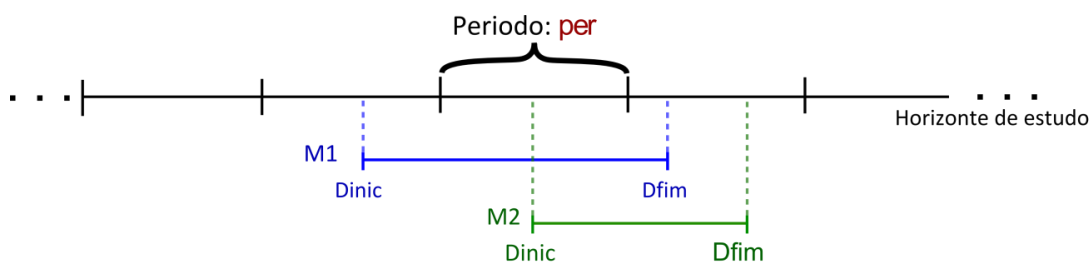 Periodo: per
Horizonte de estudo
M1
Dinic Dfim
M2
Dinic Dfim